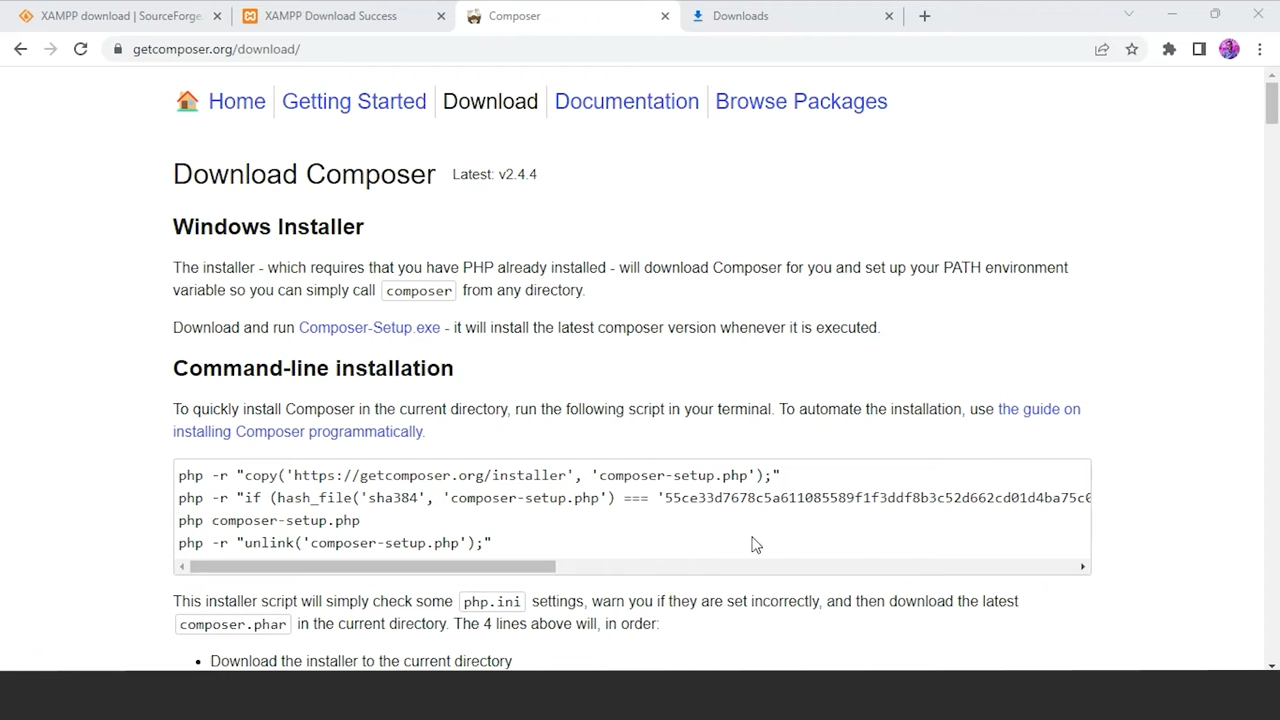 XAMPP download | SourceForge.
XAMPP Download Success
Composer
Downloads
getcomposer.org/download/
Home
Getting Started
Download
Documentation
Browse Packages
Download Composer
Latest: v2.4.4
Windows Installer
The installer - which requires that you have PHP already installed - will download Composer for you and set up your PATH environment
variable so you can simply call composer from any directory.
Download and run Composer-Setup.exe - it will install the latest composer version whenever it is executed.
Command-line installation
To quickly install Composer in the current directory, run the following script in your terminal. To automate the installation, use the guide on
installing Composer programmatically.
php -r "copy('https://getcomposer.org/installer', 'composer-setup.php');"
php -r "if (hash_file('sha384', 'composer-setup.php') === '55ce33d7678c5a611085589f1f3ddf8b3c52d662cd01d4ba75c0
php composer-setup.php
php -r "unlink('composer-setup.php');"
This installer script will simply check some php.ini settings, warn you if they are set incorrectly, and then download the latest
composer.phar in the current directory. The 4 lines above will, in order:
• Download the installer to the current directory